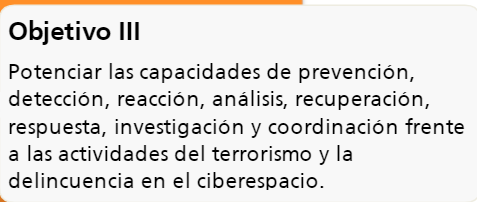 Objetivo III
Potenciar las capacidades de prevención,
detección, reacción, análisis, recuperación,
respuesta, investigación y coordinación frente
a las actividades del terrorismo y la
delincuencia en el ciberespacio.